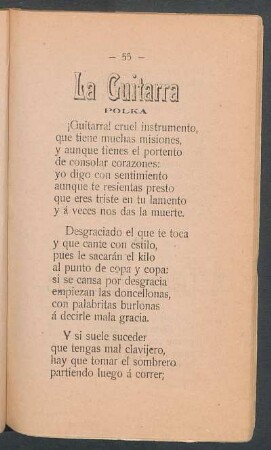 — 55 —
La Guitarra
POLKA
¡Guitarra! cruel instrumento,
que tiene muchas misiones,
y aunque tienes el portento
de consolar corazones:
yo digo con sentimiento
aunque te resientas presto
que eres triste en tu lamento
y á veces nos das la muerte.
Desgraciado el que te toca
y que cante con estilo,
pues le sacarán el kilo
al punto de copa y copa:
si se cansa por desgracia
empiezan las doncellonas,
con palabritas burlonas
á decirle mala gracia.
Y si suele suceder
que tengas mal clavijero,
hay que tomar el sombrero
partiendo luego á correr;